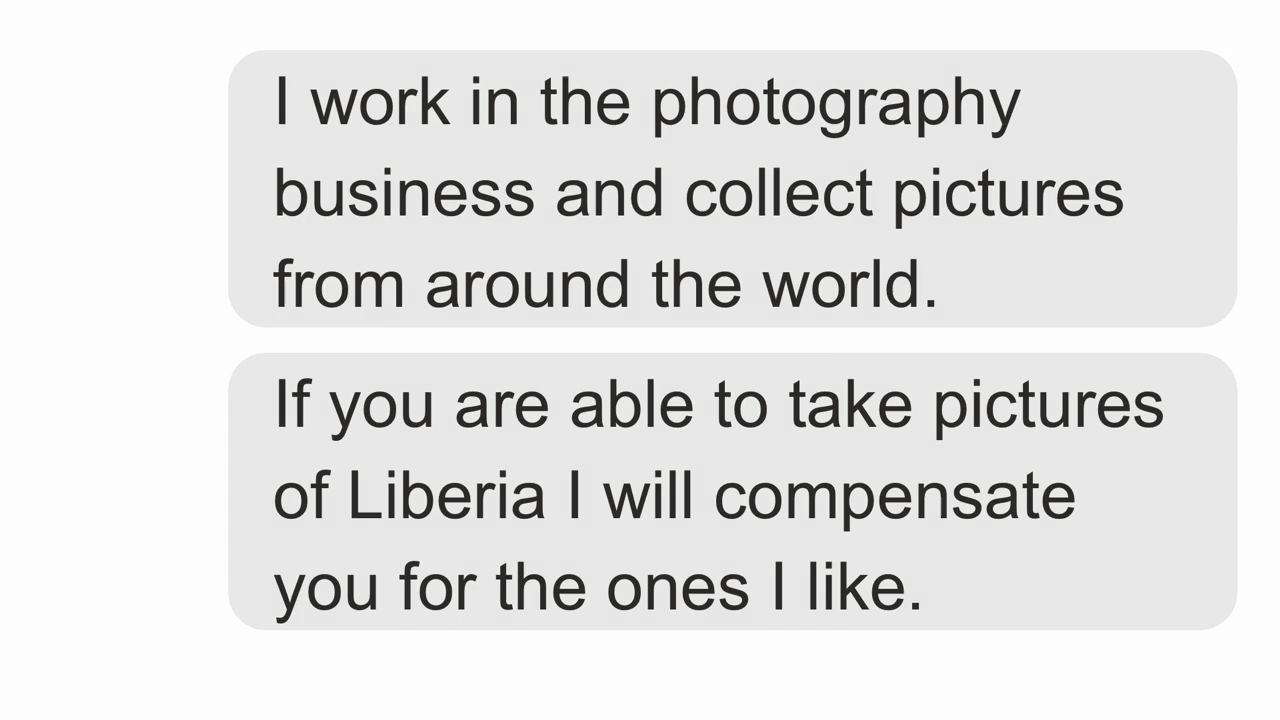 I work in the photography
business and collect pictures
from around the world.
If you are able to take pictures
of Liberia I will compensate
you for the ones I like.